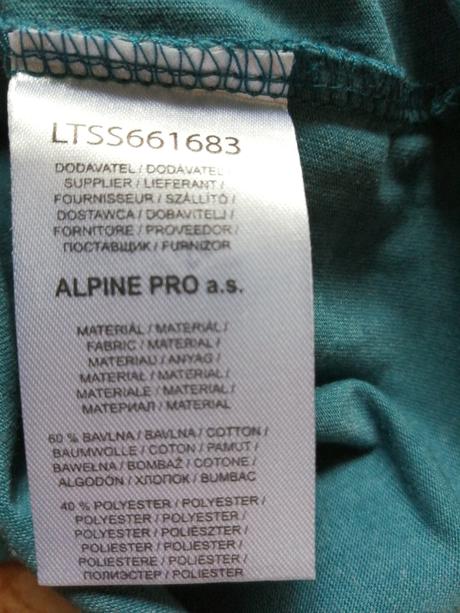 LTSS661683
DODAVATEL / DODÁVATEĽ /
SUPPLIER / LIEFERANT /
FOURNISSEUR / SZÁLLÍTÓ /
DOSTAWCA / DOBAVITELJ /
FORNITORE / PROVEEDOR /
ПОСТАВЩИК / FURNIZOR
ALPINE PRO a.s.
MATERIÁL / MATERIÁL /
FABRIC / MATERIAL /
MATERIAU / ANYAG /
MATERIAŁ / MATERIAL /
MATERIALE / MATERIAL /
МАТЕРИАЛ / MATERIAL
60 % BAVLNA / BAVLNA / COTTON /
BAUMWOLLE / COTON / PAMUT /
BAWEŁNA / BOMBAŽ / COTONE /
ALGODÓN / ХЛОПОК / BUMBAC
40 % POLYESTER / POLYESTER /
POLYESTER / POLYESTER /
POLYESTER / POLIÉSZTER /
POLIESTER / POLIESTER /
POLIESTERE / POLIESTER /
ПОЛИЭСТЕР / POLIESTER